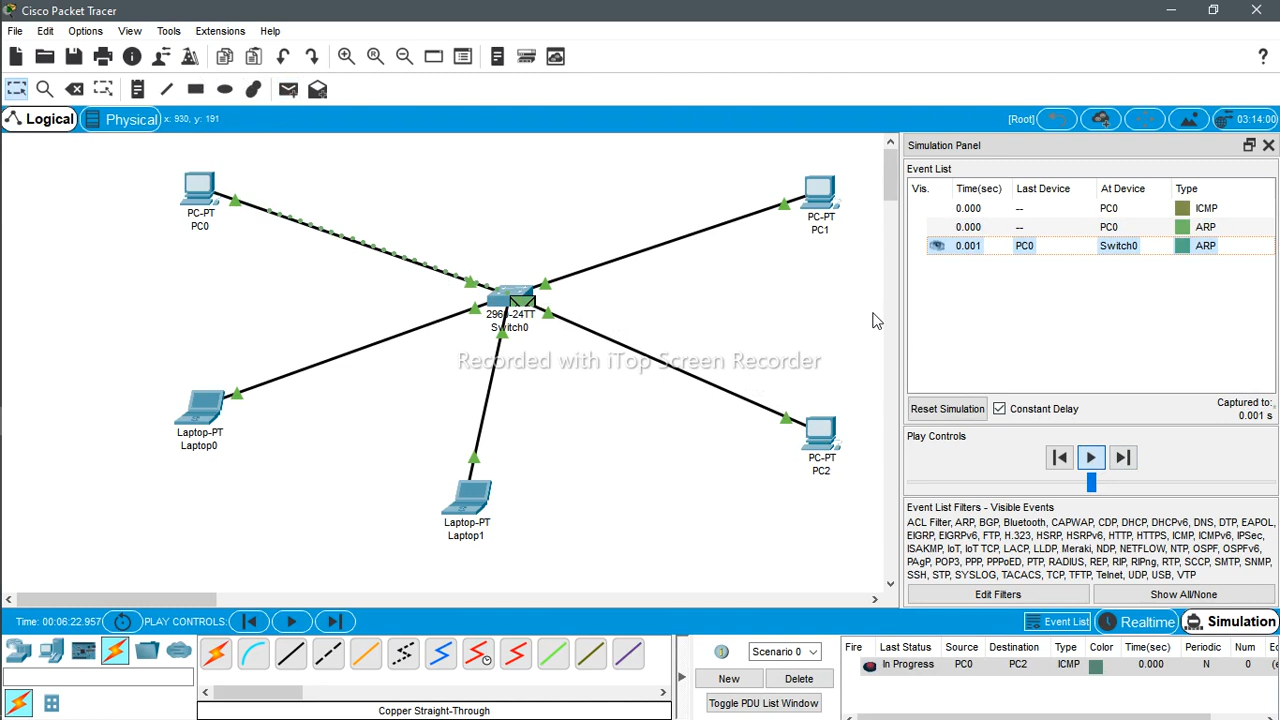 Cisco Packet Tracer
File Edit Options View Tools Extensions Help
Logical Physical x: 930, y: 191 [Root] 03:14:00
Simulation Panel
Event List
Vis. Time(sec) Last Device At Device Type
0.000 -- PC0 ICMP
0.000 -- PC0 ARP
0.001 PC0 Switch0 ARP
PC-PT
PC0
PC-PT
PC1
2960-24TT
Switch0
Recorded with iTop Screen Recorder
Laptop-PT
Laptop0
PC-PT
PC2
Laptop-PT
Laptop1
Reset Simulation Constant Delay Captured to:
0.001 s
Play Controls
Event List Filters - Visible Events
ACL Filter, ARP, BGP, Bluetooth, CAPWAP, CDP, DHCP, DHCPv6, DNS, DTP, EAPOL,
EIGRP, EIGRPv6, FTP, H.323, HSRP, HSRPv6, HTTP, HTTPS, ICMP, ICMPv6, IPSec,
ISAKMP, IoT, IoT TCP, LACP, LLDP, Meraki, NDP, NETFLOW, NTP, OSPF, OSPFv6,
PAgP, POP3, PPP, PPPoED, PTP, RADIUS, REP, RIP, RIPng, RTP, SCCP, SMTP, SNMP,
SSH, STP, SYSLOG, TACACS, TCP, TFTP, Telnet, UDP, USB, VTP
Edit Filters Show All/None
Time: 00:06:22.957 PLAY CONTROLS: Event List Realtime Simulation
Scenario 0
New Delete
Toggle PDU List Window
Fire Last Status Source Destination Type Color Time(sec) Periodic Num
In Progress PC0 PC2 ICMP 0.000 N 0
Copper Straight-Through